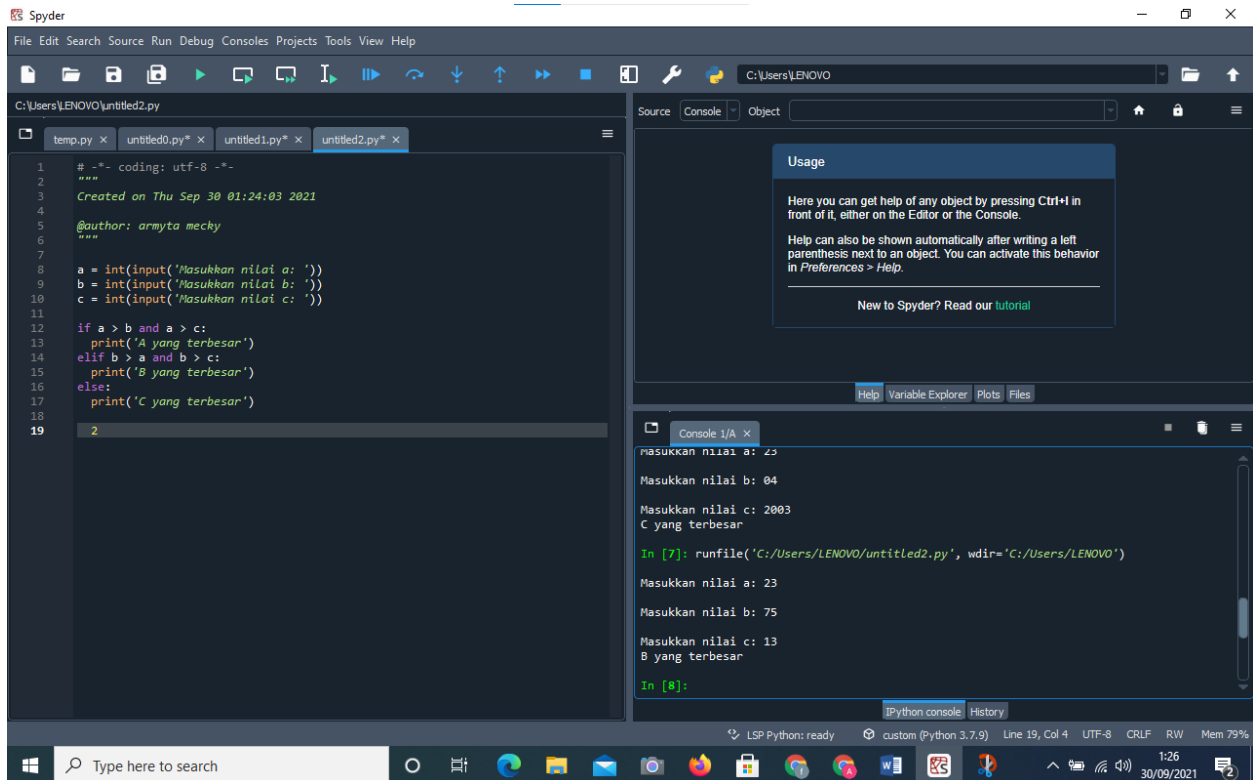 Spyder
File Edit Search Source Run Debug Consoles Projects Tools View Help
C:\Users\LENOVO
C:\Users\LENOVO\untitled2.py
temp.py untitled0.py* untitled1.py* untitled2.py*
1 # -*- coding: utf-8 -*-
2 """
3 Created on Thu Sep 30 01:24:03 2021
4
5 @author: armyta mecky
6 """
7
8 a = int(input('Masukkan nilai a: '))
9 b = int(input('Masukkan nilai b: '))
10 c = int(input('Masukkan nilai c: '))
11
12 if a > b and a > c:
13   print('A yang terbesar')
14 elif b > a and b > c:
15   print('B yang terbesar')
16 else:
17   print('C yang terbesar')
18
19   2
Source Console Object
Usage
Here you can get help of any object by pressing Ctrl+I in
front of it, either on the Editor or the Console.
Help can also be shown automatically after writing a left
parenthesis next to an object. You can activate this behavior
in Preferences > Help.
New to Spyder? Read our tutorial
Help Variable Explorer Plots Files
Console 1/A
Masukkan nilai a: 23
Masukkan nilai b: 04
Masukkan nilai c: 2003
C yang terbesar
In [7]: runfile('C:/Users/LENOVO/untitled2.py', wdir='C:/Users/LENOVO')
Masukkan nilai a: 23
Masukkan nilai b: 75
Masukkan nilai c: 13
B yang terbesar
In [8]:
IPython console History
LSP Python: ready custom (Python 3.7.9) Line 19, Col 4 UTF-8 CRLF RW Mem 79%
Type here to search
1:26
30/09/2021
2